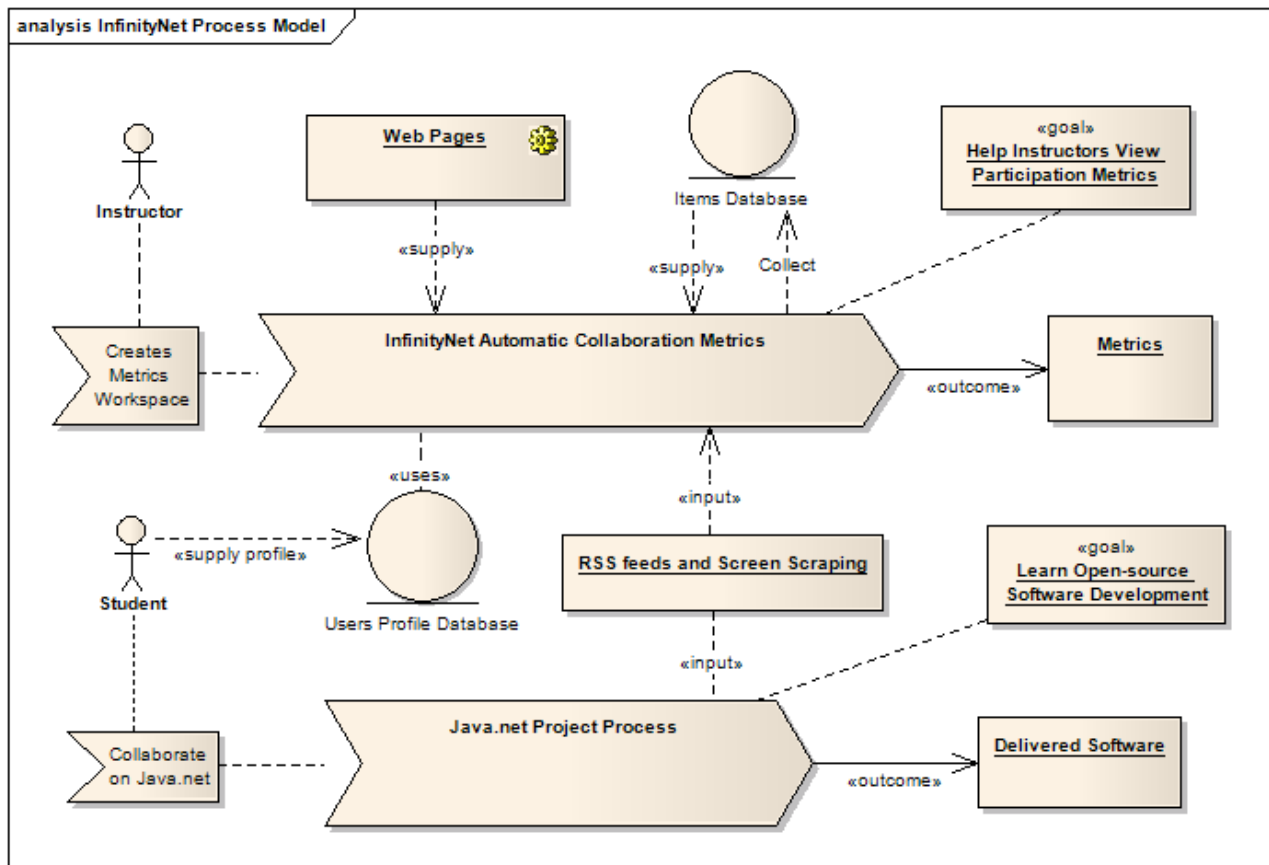 analysis InfinityNet Process Model
Instructor
Web Pages
Items Database
«goal»
Help Instructors View
Participation Metrics
«supply»
«supply»
Collect
Creates
Metrics
Workspace
InfinityNet Automatic Collaboration Metrics
Metrics
«outcome»
«uses»
«input»
Student
«supply profile»
Users Profile Database
RSS feeds and Screen Scraping
«goal»
Learn Open-source
Software Development
«input»
Collaborate
on Java.net
Java.net Project Process
Delivered Software
«outcome»